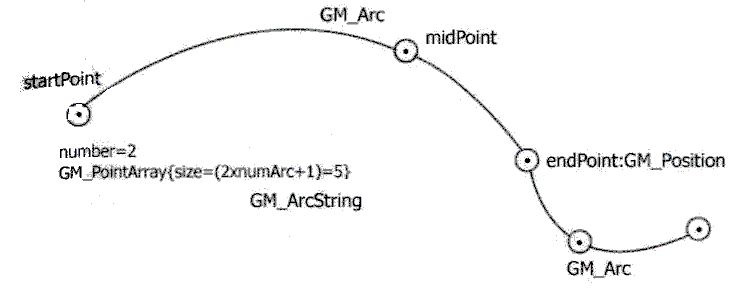 GM_Arc
midPoint
startPoint
number=2
GM_PointArray{size=(2xnumArc+1)=5}
endPoint:GM_Position
GM_ArcString
GM_Arc